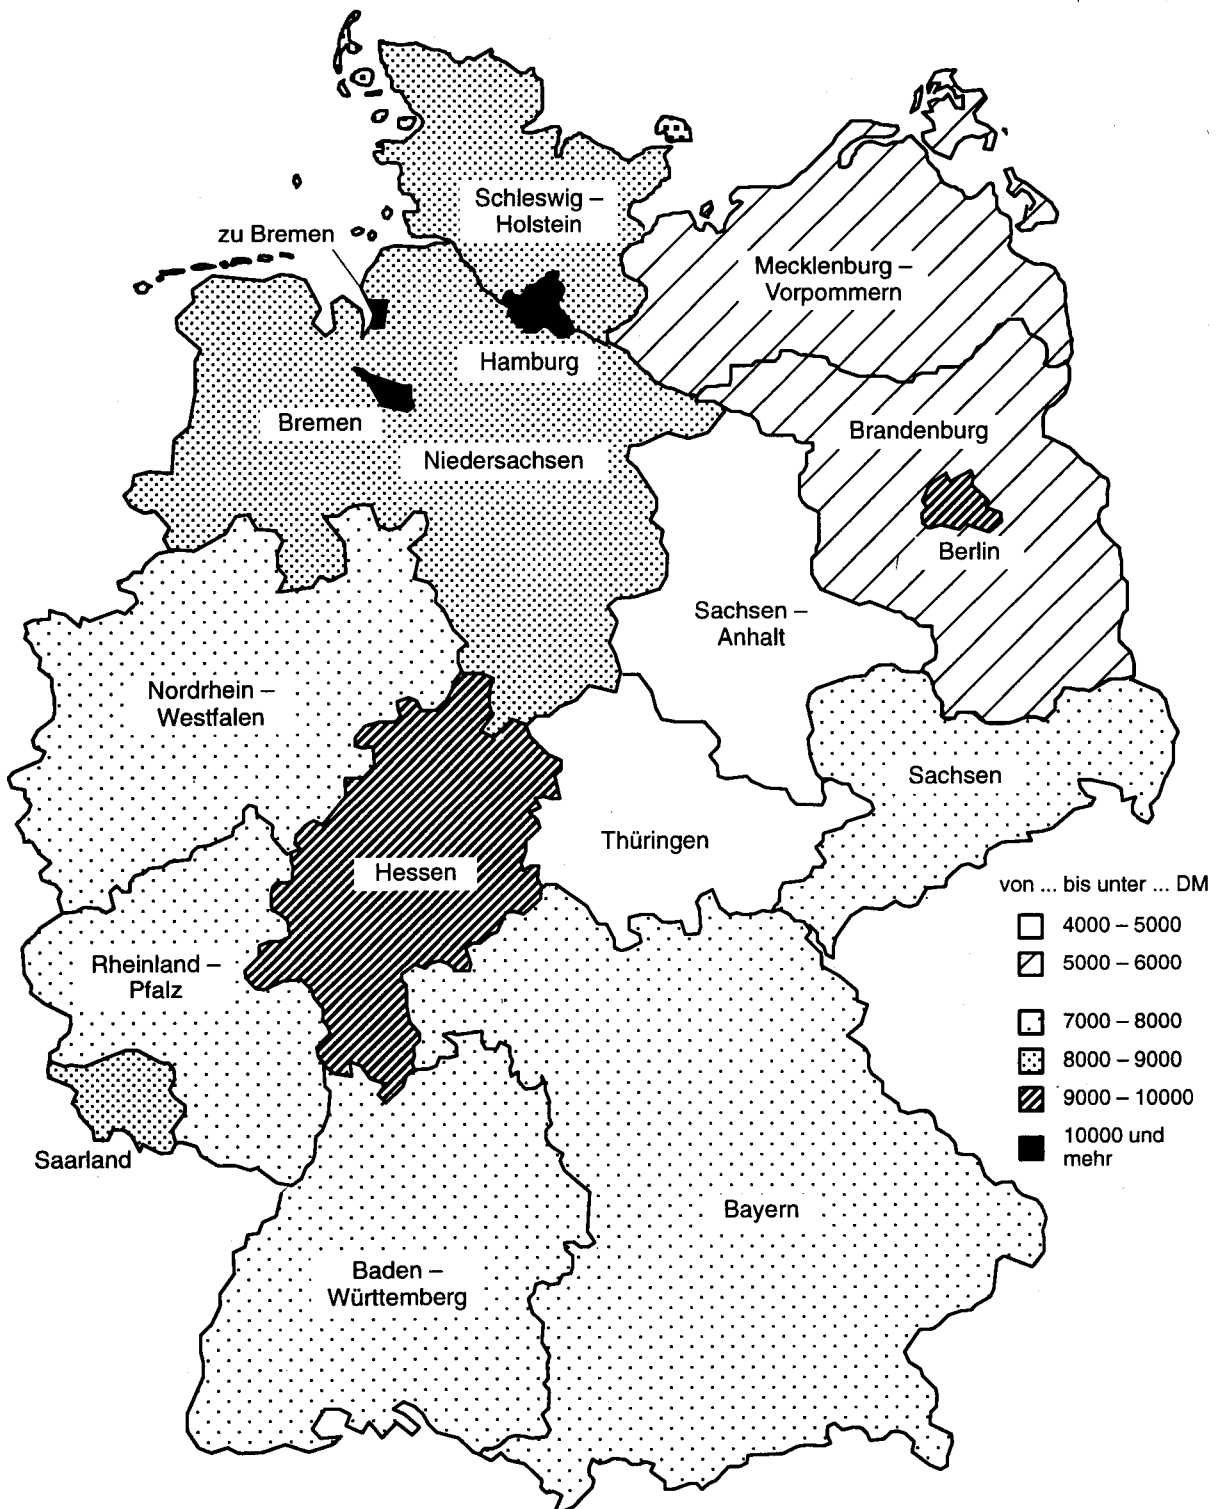 Schleswig –
Holstein
zu Bremen
Mecklenburg –
Vorpommern
Hamburg
Bremen
Brandenburg
Niedersachsen
Berlin
Sachsen –
Anhalt
Nordrhein –
Westfalen
Sachsen
Thüringen
Hessen
von ... bis unter ... DM
4000 – 5000
5000 – 6000
7000 – 8000
8000 – 9000
9000 – 10000
10000 und
mehr
Rheinland –
Pfalz
Saarland
Bayern
Baden –
Württemberg